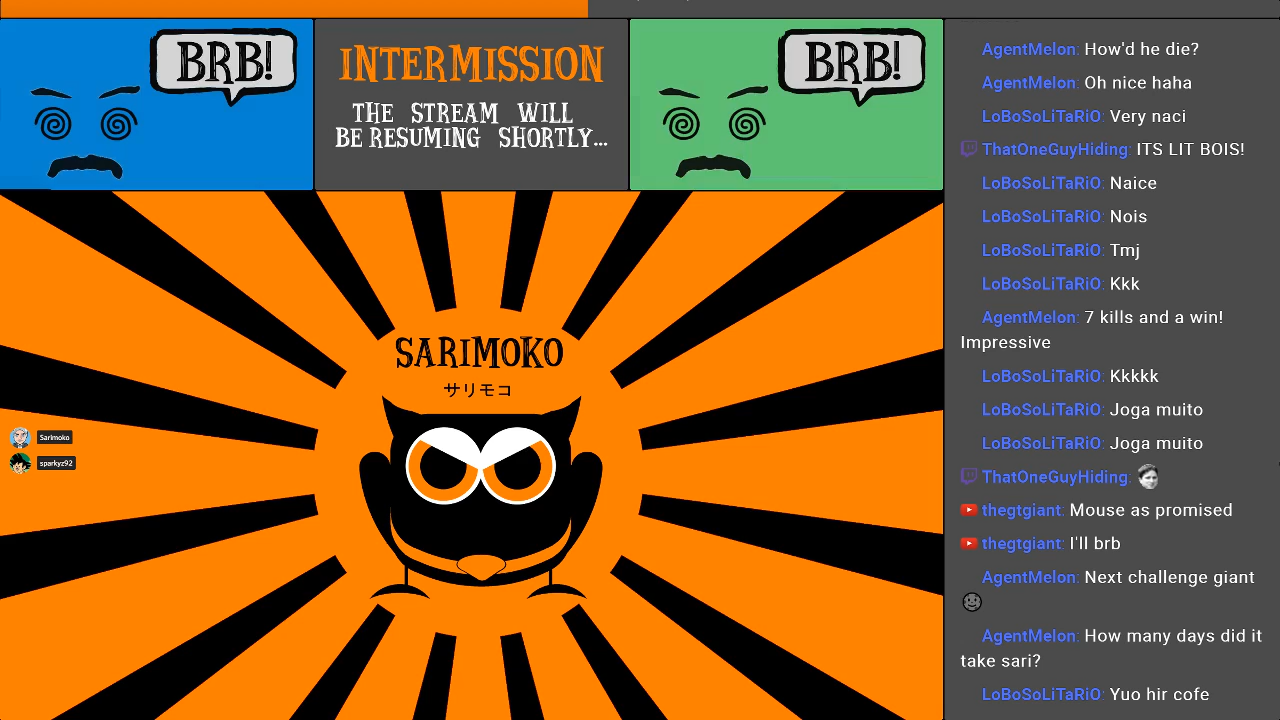 BRB!
INTERMISSION
THE STREAM WILL
BE RESUMING SHORTLY...
BRB!
SARIMOKO
サリモコ
Sarimoko
sparkyz92
AgentMelon: How'd he die?
AgentMelon: Oh nice haha
LoBoSoLiTaRiO: Very naci
ThatOneGuyHiding: ITS LIT BOIS!
LoBoSoLiTaRiO: Naice
LoBoSoLiTaRiO: Nois
LoBoSoLiTaRiO: Tmj
LoBoSoLiTaRiO: Kkk
AgentMelon: 7 kills and a win!
Impressive
LoBoSoLiTaRiO: Kkkkk
LoBoSoLiTaRiO: Joga muito
LoBoSoLiTaRiO: Joga muito
ThatOneGuyHiding:
thegtgiant: Mouse as promised
thegtgiant: I'll brb
AgentMelon: Next challenge giant
AgentMelon: How many days did it
take sari?
LoBoSoLiTaRiO: Yuo hir cofe